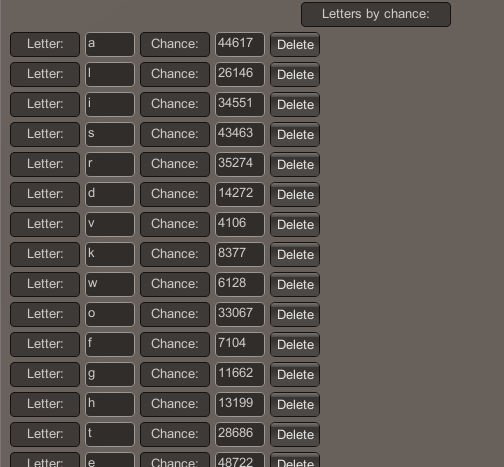 Letters by chance:
Letter: a Chance: 44617 Delete
Letter: l Chance: 26146 Delete
Letter: i Chance: 34551 Delete
Letter: s Chance: 43463 Delete
Letter: r Chance: 35274 Delete
Letter: d Chance: 14272 Delete
Letter: v Chance: 4106 Delete
Letter: k Chance: 8377 Delete
Letter: w Chance: 6128 Delete
Letter: o Chance: 33067 Delete
Letter: f Chance: 7104 Delete
Letter: g Chance: 11662 Delete
Letter: h Chance: 13199 Delete
Letter: t Chance: 28686 Delete
Letter: e Chance: 48722 Delete